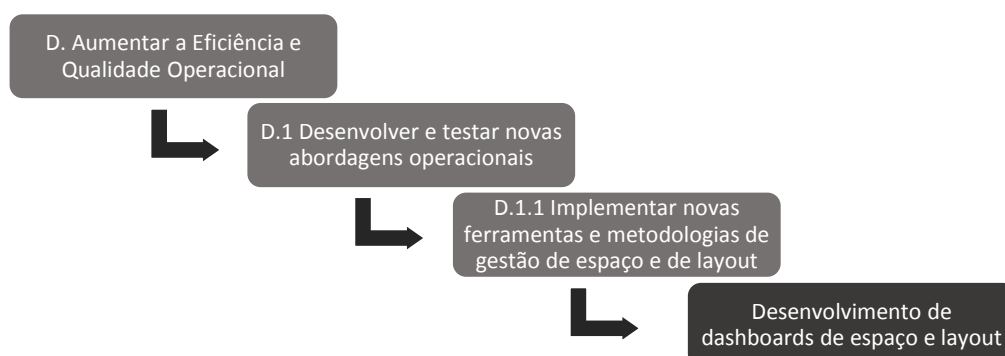 D. Aumentar a Eficiência e
Qualidade Operacional
D.1 Desenvolver e testar novas
abordagens operacionais
D.1.1 Implementar novas
ferramentas e metodologias de
gestão de espaço e de layout
Desenvolvimento de
dashboards de espaço e layout